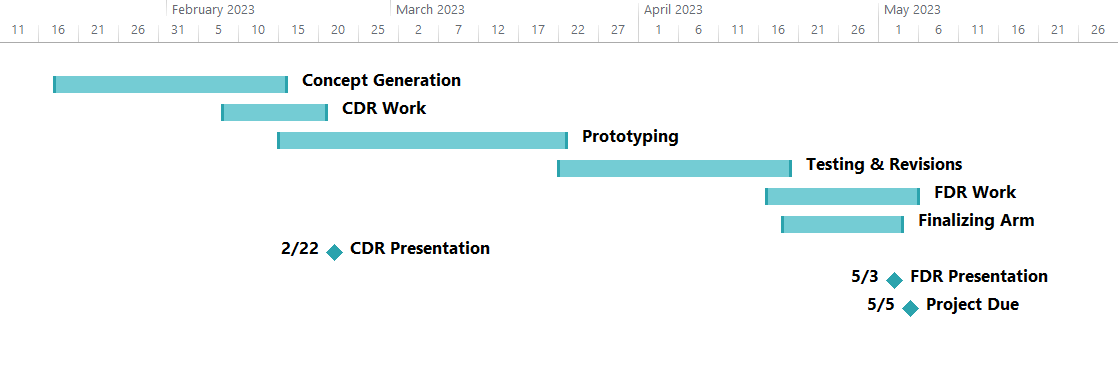 February 2023 March 2023 April 2023 May 2023
11 16 21 26 31 5 10 15 20 25 2 7 12 17 22 27 1 6 11 16 21 26 1 6 11 16 21 26
Concept Generation
CDR Work
Prototyping
Testing & Revisions
FDR Work
Finalizing Arm
2/22 CDR Presentation
5/3 FDR Presentation
5/5 Project Due